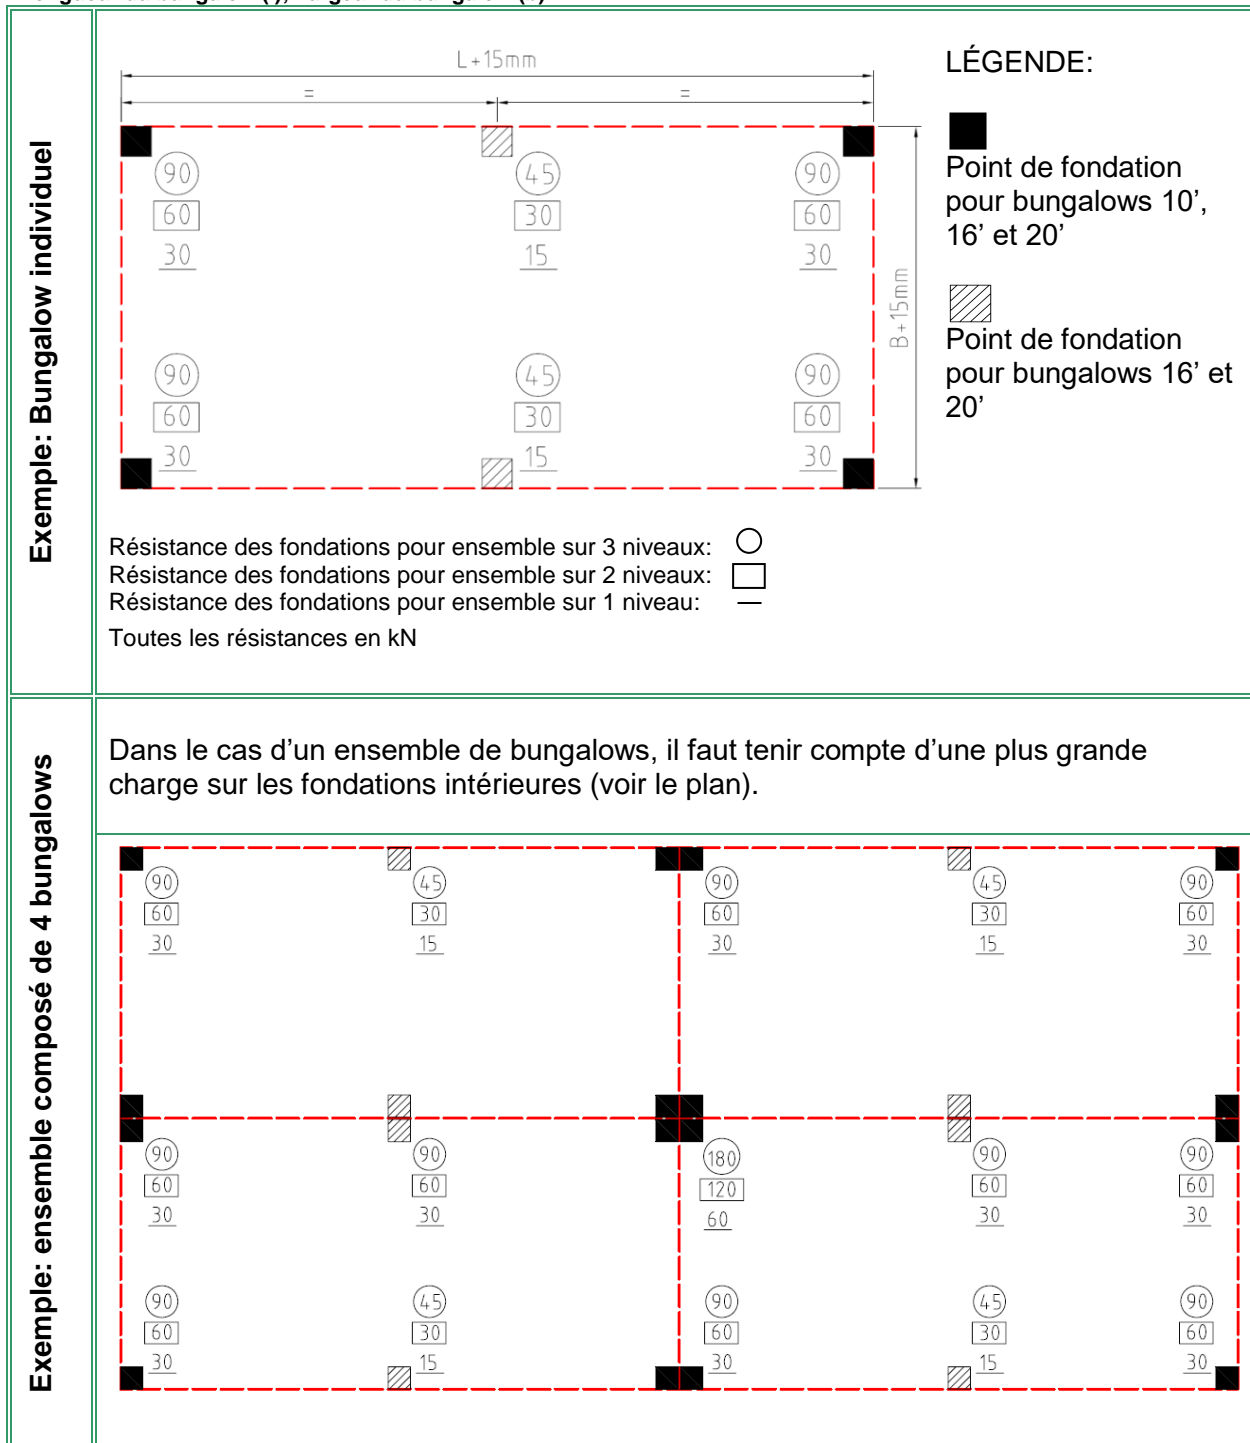 L+15mm
= =
90 45 90
60 30 60
30 15 30
B+15mm
90 45 90
60 30 60
30 15 30
LÉGENDE:
Point de fondation
pour bungalows 10’,
16’ et 20’
Point de fondation
pour bungalows 16’ et
20’
Exemple: Bungalow individuel
Résistance des fondations pour ensemble sur 3 niveaux:
Résistance des fondations pour ensemble sur 2 niveaux:
Résistance des fondations pour ensemble sur 1 niveau:
Toutes les résistances en kN
Exemple: ensemble composé de 4 bungalows
Dans le cas d’un ensemble de bungalows, il faut tenir compte d’une plus grande
charge sur les fondations intérieures (voir le plan).
90 45 90 45 90
60 30 60 30 60
30 15 30 15 30
90 90 180 90 90
60 60 120 60 60
30 30 60 30 30
90 45 90 45 90
60 30 60 30 60
30 15 30 15 30